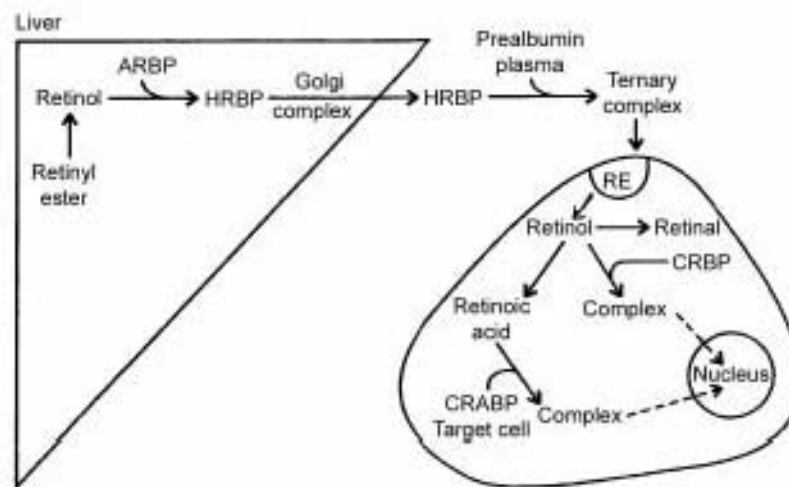 Liver
ARBP
Retinol
HRBP
Golgi
complex
HRBP
Prealbumin
plasma
Ternary
complex
Retinyl
ester
RE
Retinol
Retinal
CRBP
Retinoic
acid
Complex
Nucleus
CRABP
Target cell
Complex